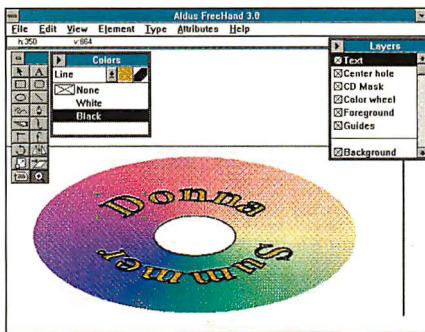 Aldus FreeHand 3.0
File Edit View Element Type Attributes Help
h:350 v:664
Colors
Line
None
White
Black
Layers
Text
Center hole
CD Mask
Color wheel
Foreground
Guides
Background
Donna
Summer